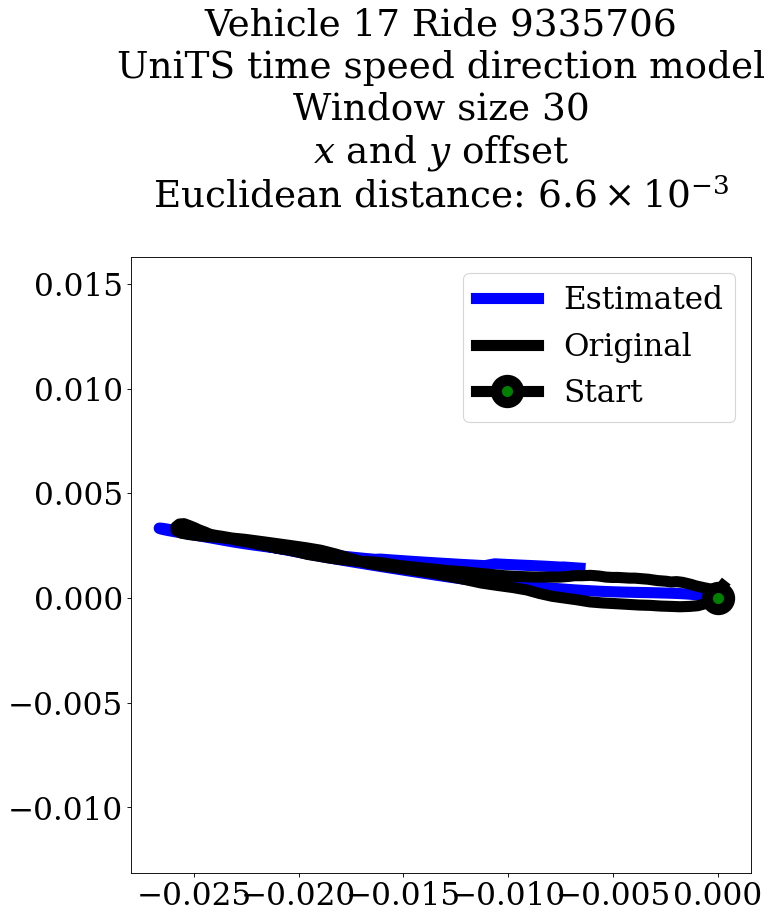 Vehicle 17 Ride 9335706
UniTS time speed direction model
Window size 30
x and y offset
Euclidean distance: 6.6 × 10⁻³
0.015
0.010
0.005
0.000
−0.005
−0.010
Estimated
Original
Start
−0.025 −0.020 −0.015 −0.010 −0.005 0.000